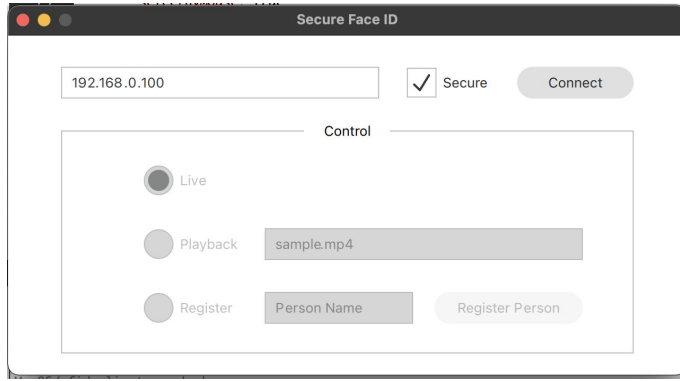 Secure Face ID
192.168.0.100
Secure
Connect
Control
Live
Playback
sample.mp4
Register
Person Name
Register Person